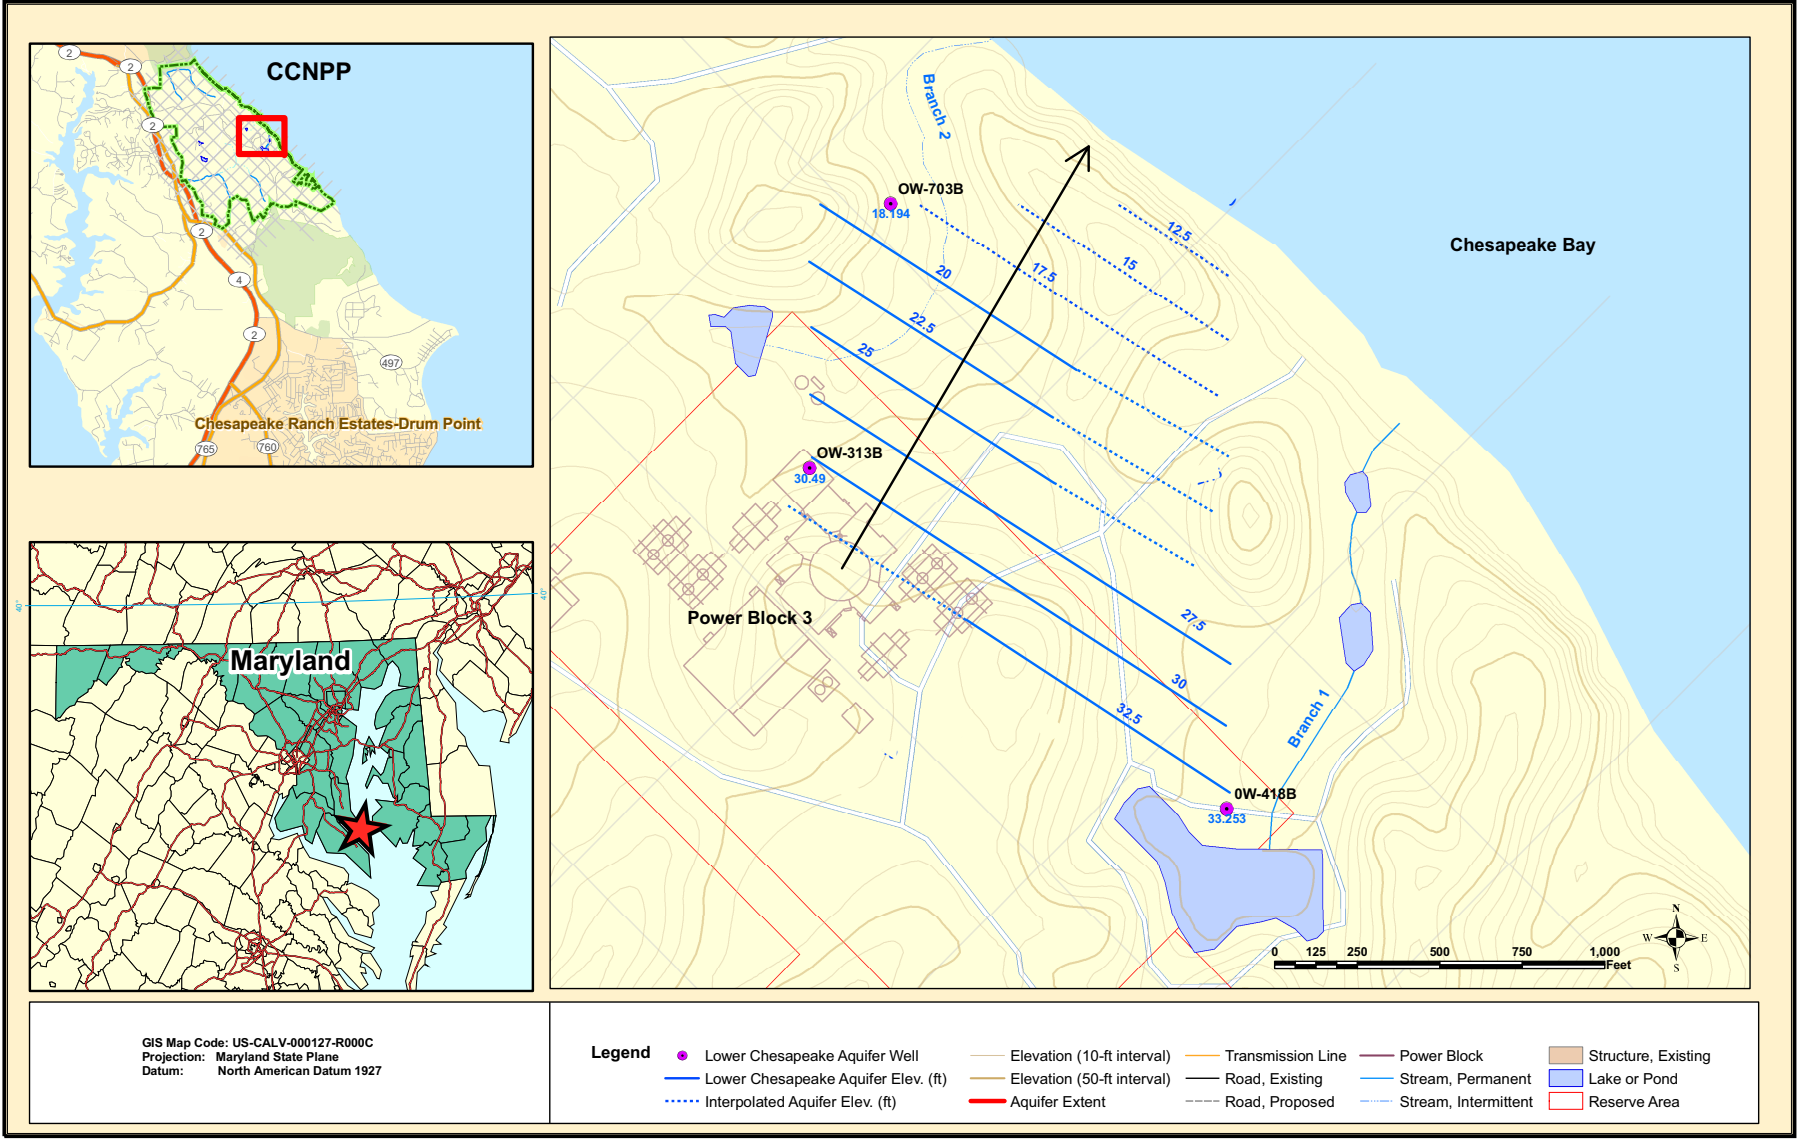 CCNPP
2
2
2
2
4
2
497
Chesapeake Ranch Estates-Drum Point
765
760
40°
40°
Maryland
Branch 2
OW-703B
18.194
12.5
15
17.5
20
22.5
25
Chesapeake Bay
OW-313B
30.49
Power Block 3
27.5
30
32.5
Branch 1
0W-418B
33.253
N
W
E
S
0 125 250 500 750 1,000
Feet
GIS Map Code: US-CALV-000127-R000C
Projection: Maryland State Plane
Datum: North American Datum 1927
Legend
Lower Chesapeake Aquifer Well
Lower Chesapeake Aquifer Elev. (ft)
Interpolated Aquifer Elev. (ft)
Elevation (10-ft interval)
Elevation (50-ft interval)
Aquifer Extent
Transmission Line
Road, Existing
Road, Proposed
Power Block
Stream, Permanent
Stream, Intermittent
Structure, Existing
Lake or Pond
Reserve Area